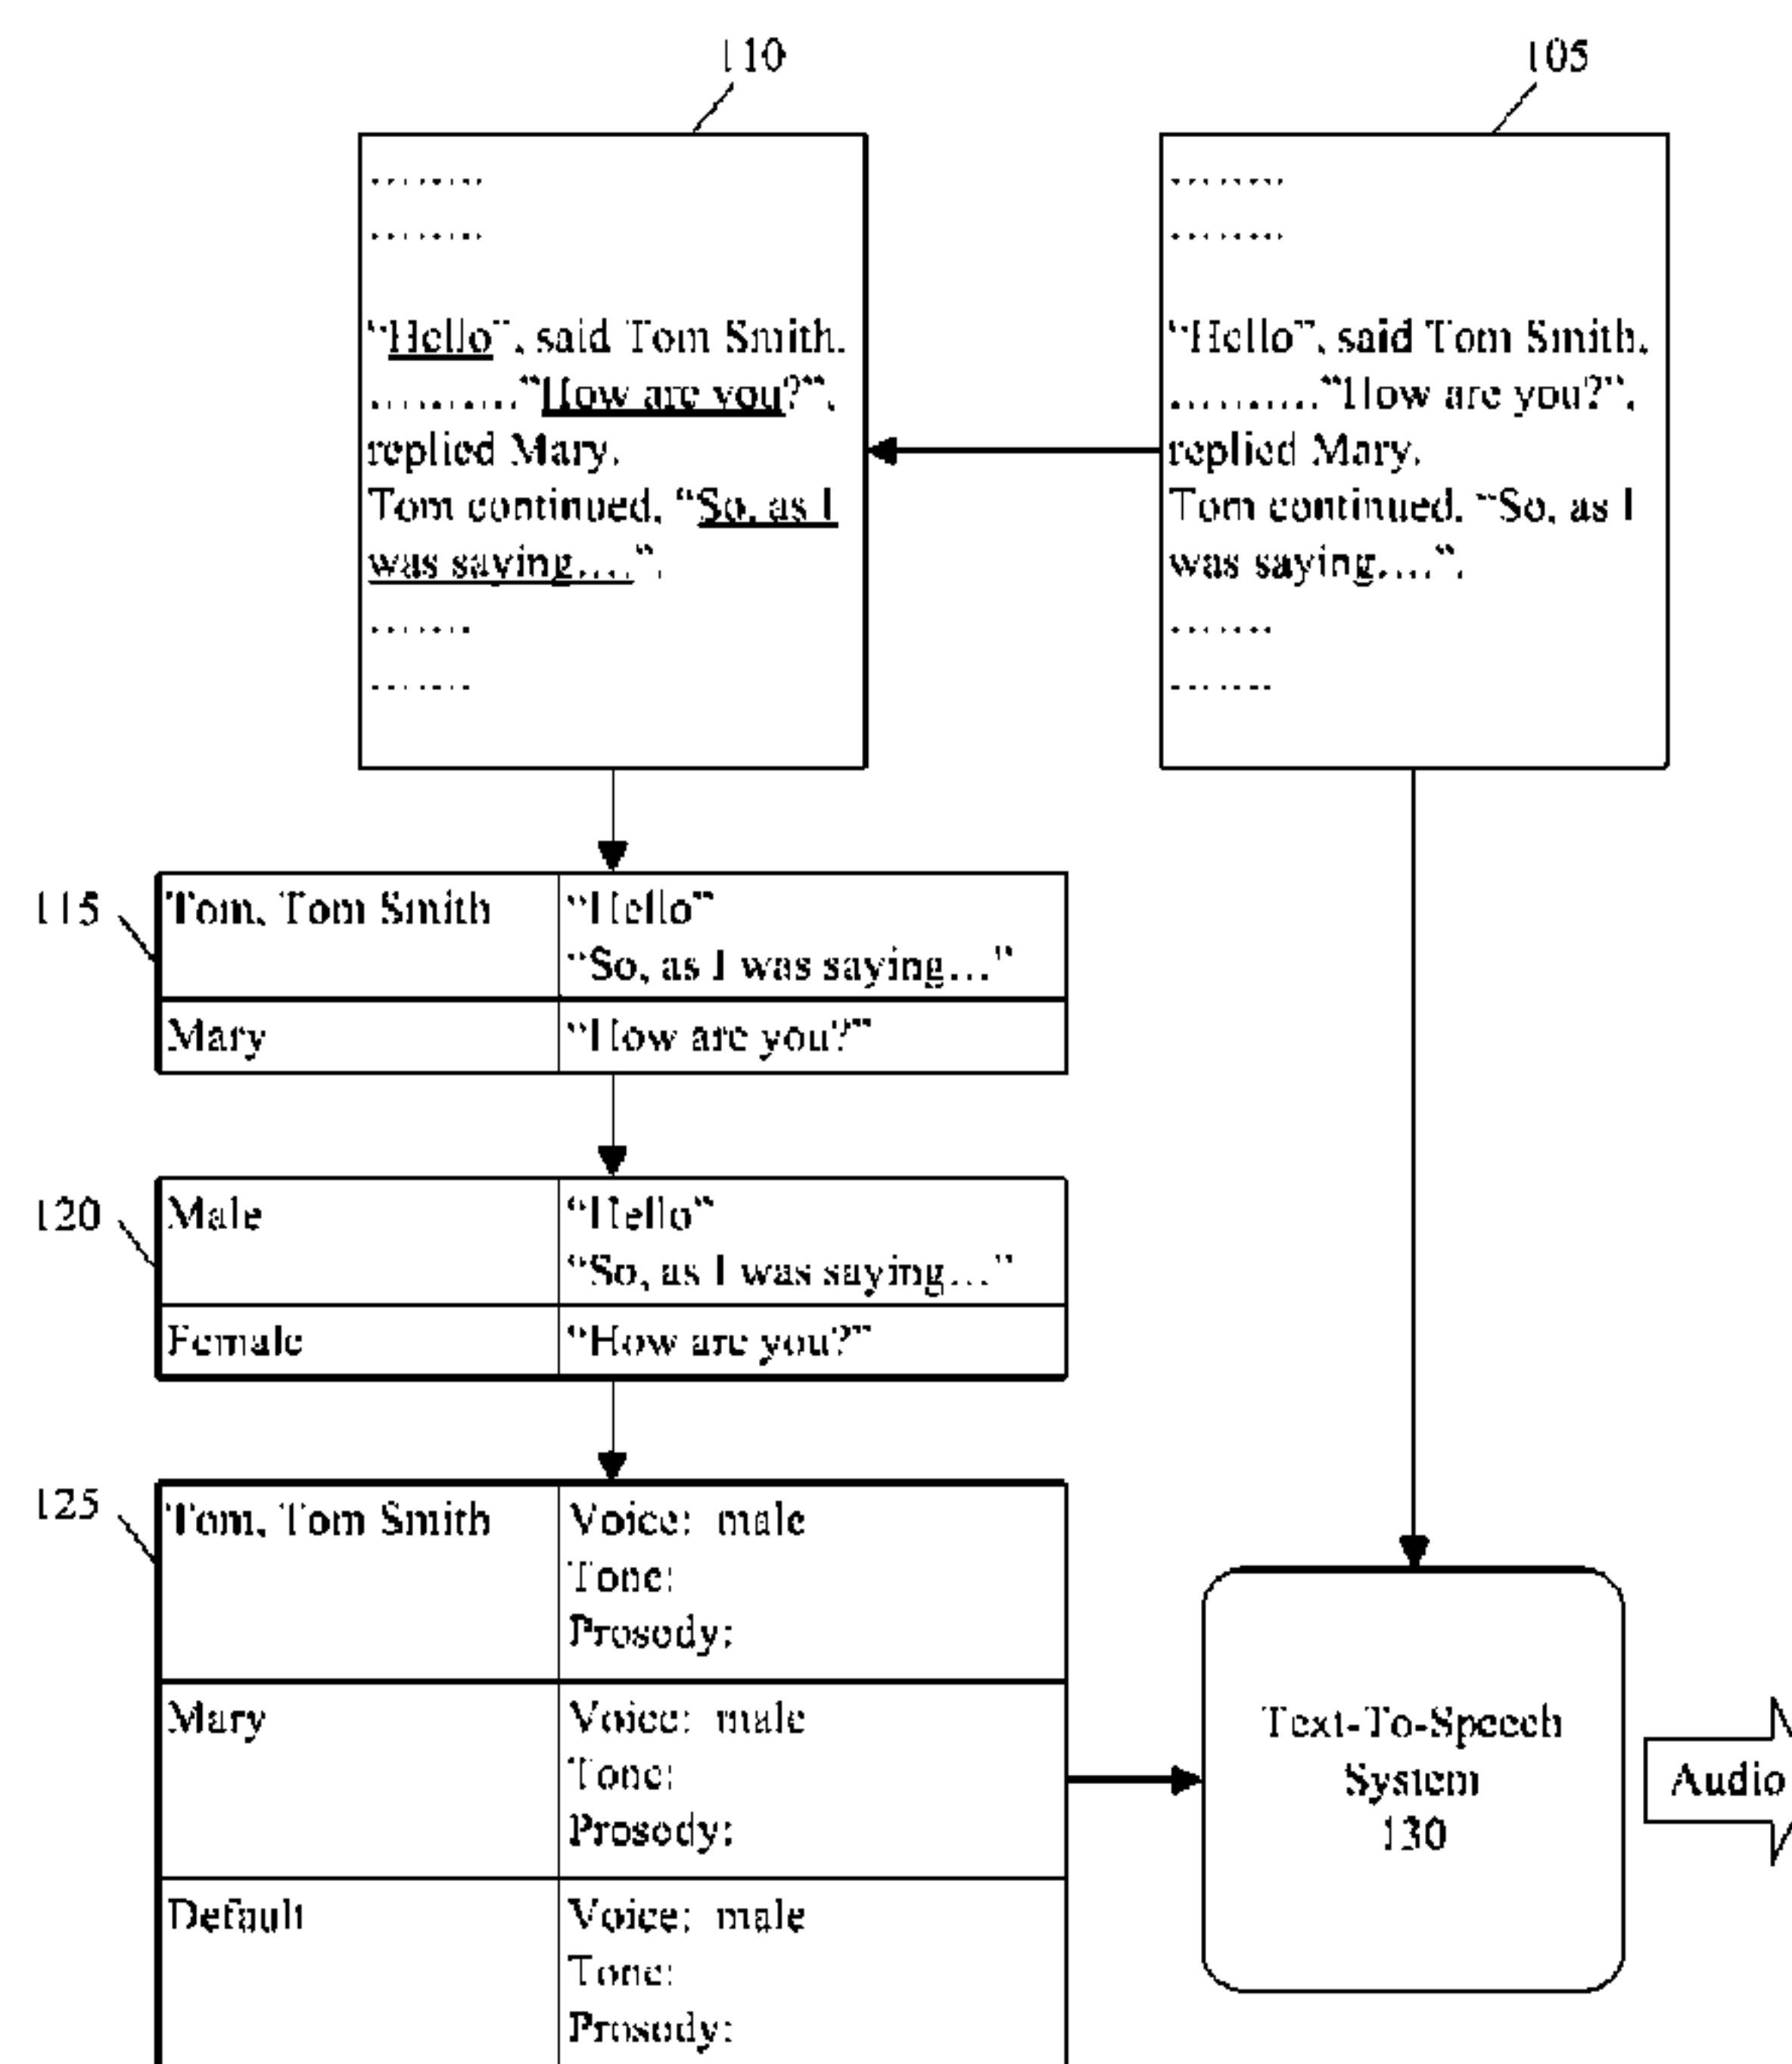 110
105
........
........
“Hello”, said Tom Smith.
..........“How are you?”,
replied Mary.
Tom continued, “So, as I
was saying....”.
.......
.......
........
........
“Hello”, said Tom Smith.
..........“How are you?”,
replied Mary.
Tom continued, “So, as I
was saying....”.
.......
.......
115
Tom, Tom Smith
“Hello”
“So, as I was saying...”
Mary
“How are you?”
120
Male
“Hello”
“So, as I was saying...”
Female
“How are you?”
125
Tom, Tom Smith
Voice: male
Tone:
Prosody:
Mary
Voice: male
Tone:
Prosody:
Default
Voice: male
Tone:
Prosody:
Text-To-Speech
System
130
Audio